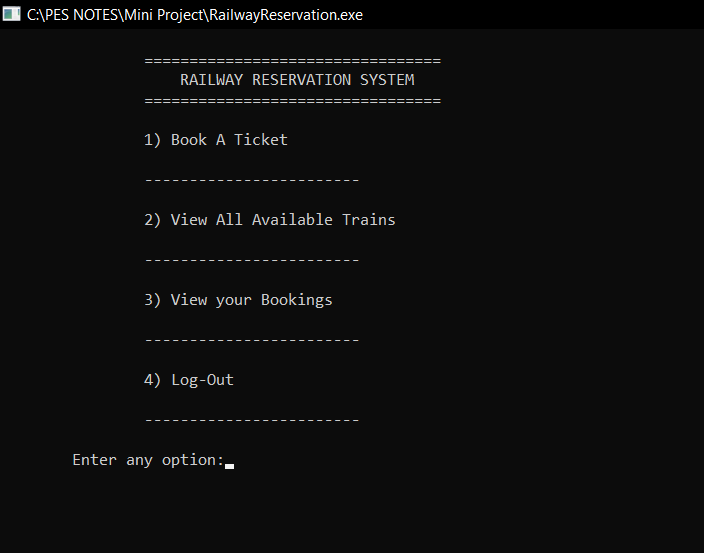 C:\PES NOTES\Mini Project\RailwayReservation.exe
=================================
RAILWAY RESERVATION SYSTEM
=================================
1) Book A Ticket
------------------------
2) View All Available Trains
------------------------
3) View your Bookings
------------------------
4) Log-Out
------------------------
Enter any option: